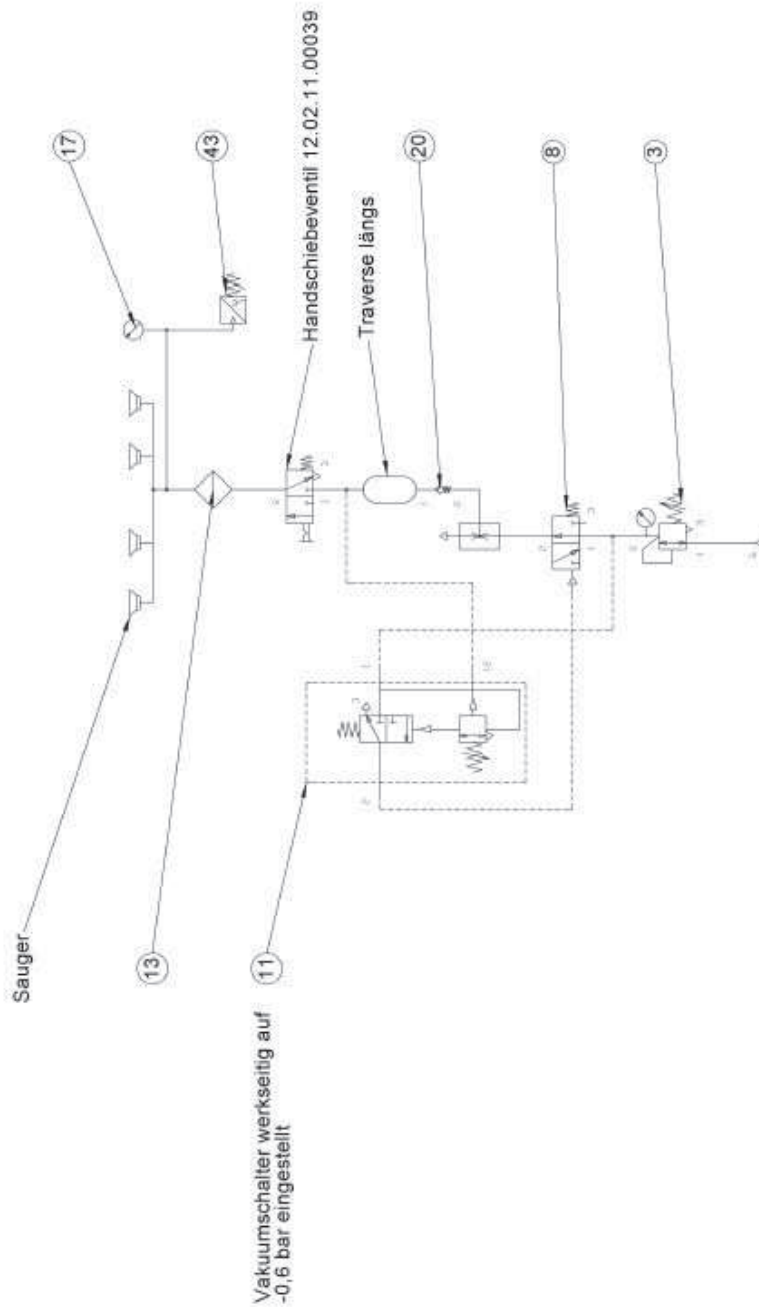 Sauger
17
43
13
Handschiebeventil 12.02.11.00039
Traverse längs
11
Vakuumschalter werkseitig auf
-0,6 bar eingestellt
20
8
3